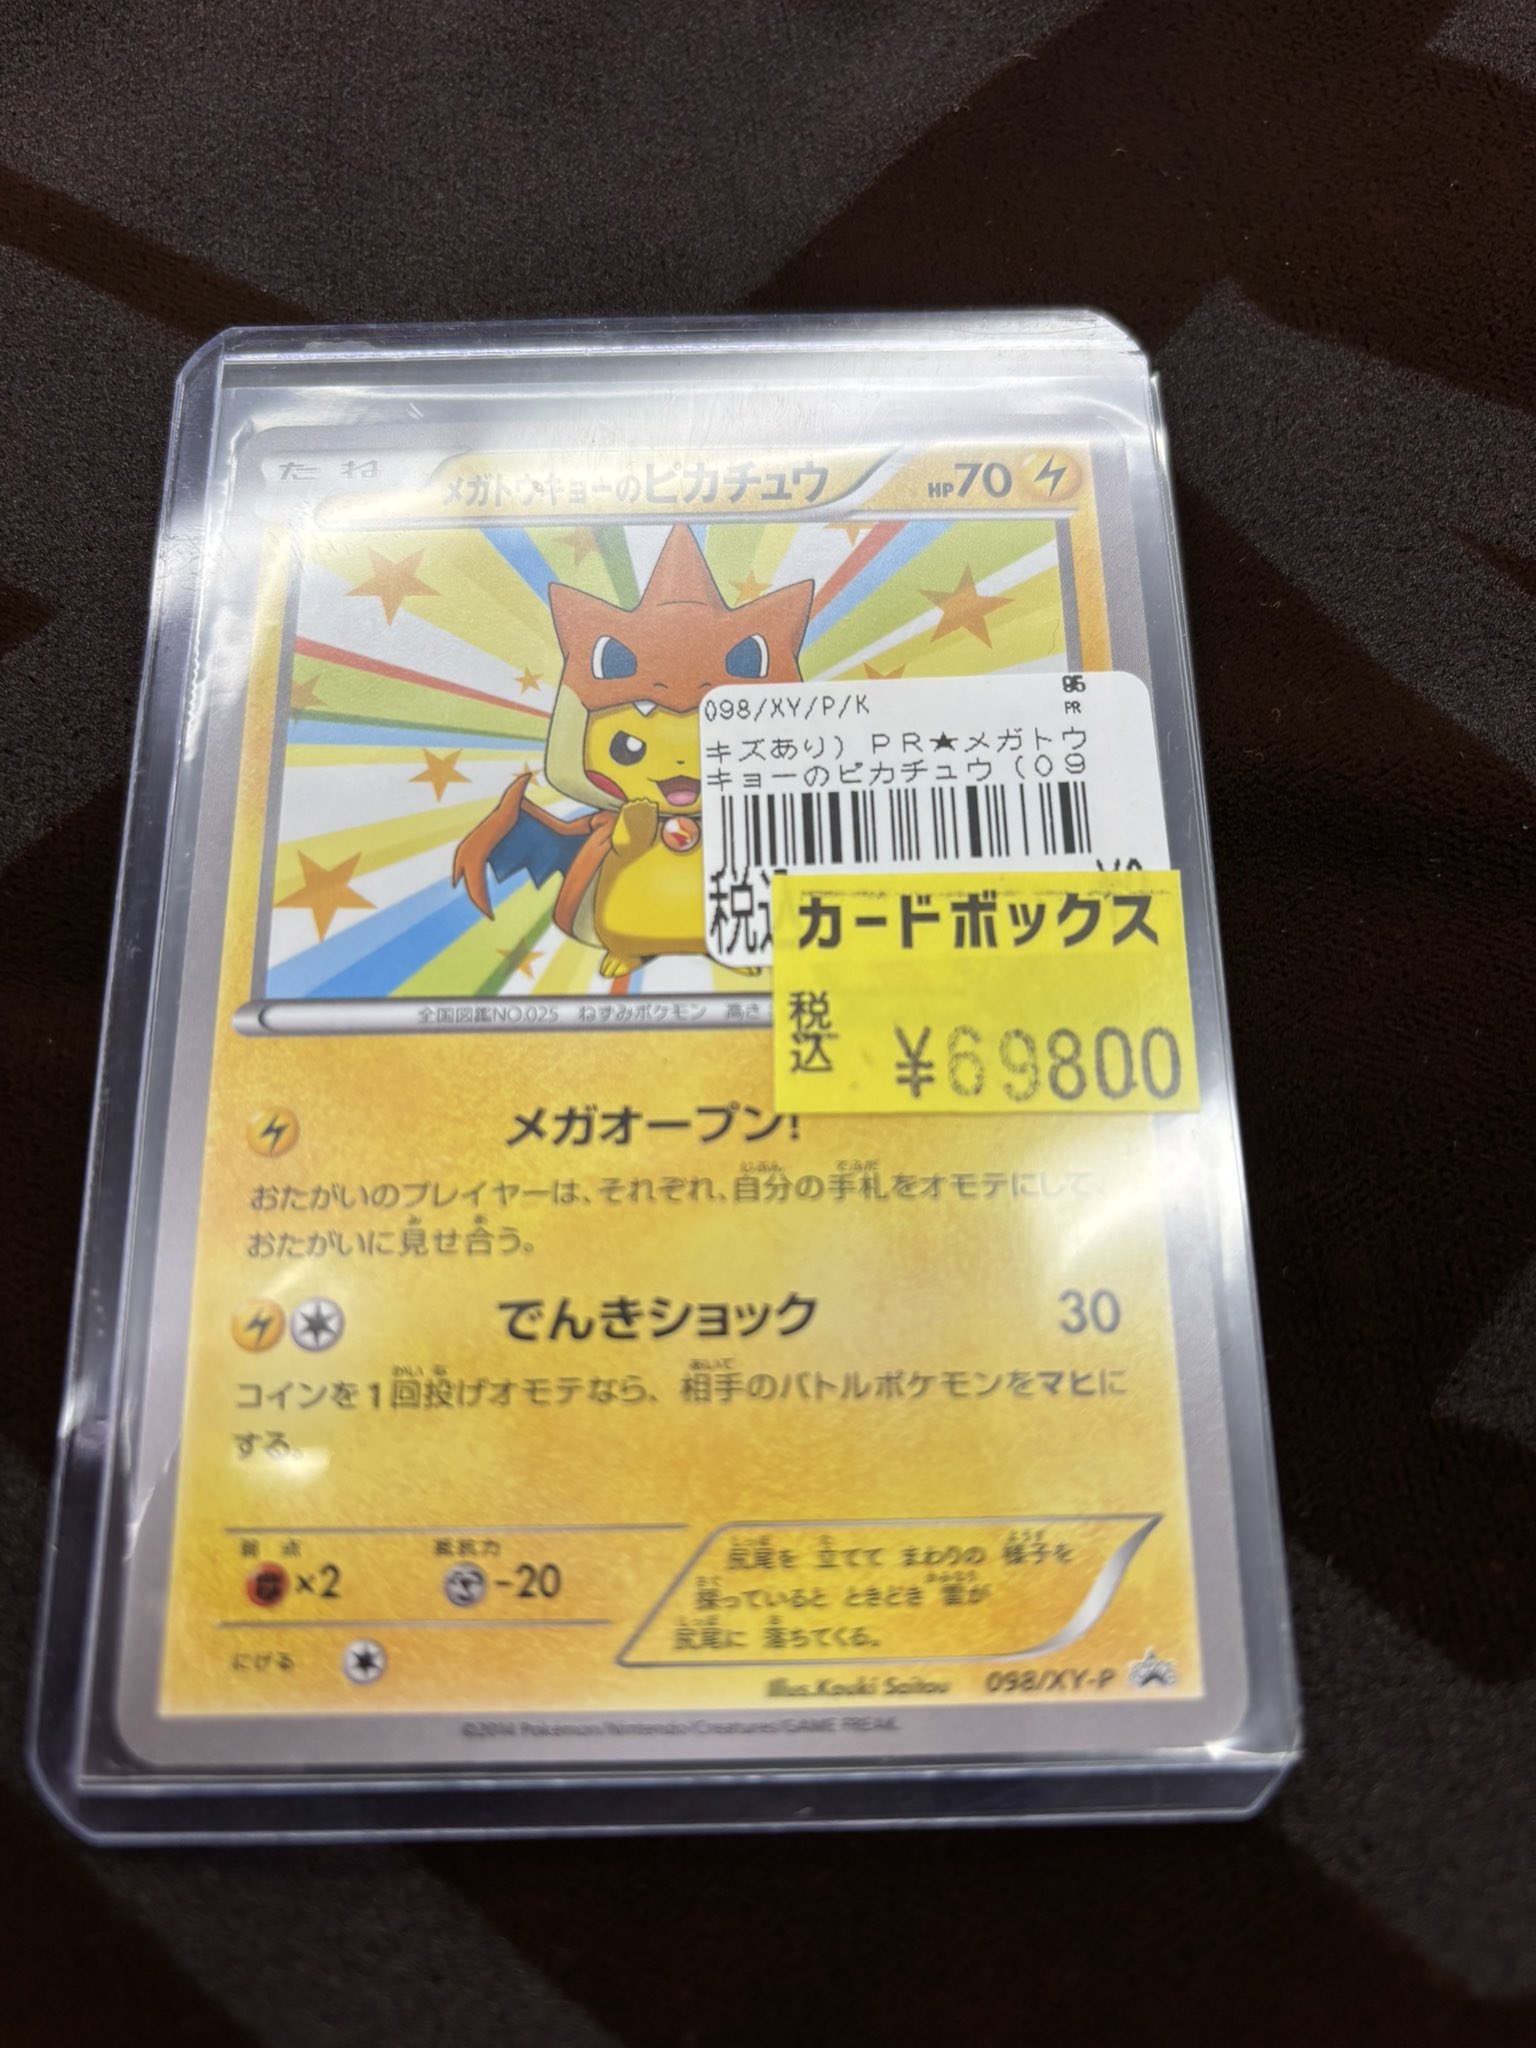 たね メガトウキョーのピカチュウ HP70
098/XY/P/K
PR
キズあり) PR★メガトウ
キョーのピカチュウ (09
税込
カードボックス
税込 ¥69800
全国図鑑NO.025 ねずみポケモン 高さ
メガオープン!
おたがいのプレイヤーは、それぞれ、自分の手札をオモテにして、
おたがいに見せ合う。
でんきショック 30
コインを1回投げオモテなら、相手のバトルポケモンをマヒに
する。
弱点 抵抗力
×2 -20
にげる
尻尾を 立てて まわりの 様子を
探っていると ときどき 雷が
尻尾に 落ちてくる。
Illus.Kouki Saitou 098/XY-P
©2014 Pokémon/Nintendo/Creatures/GAME FREAK.